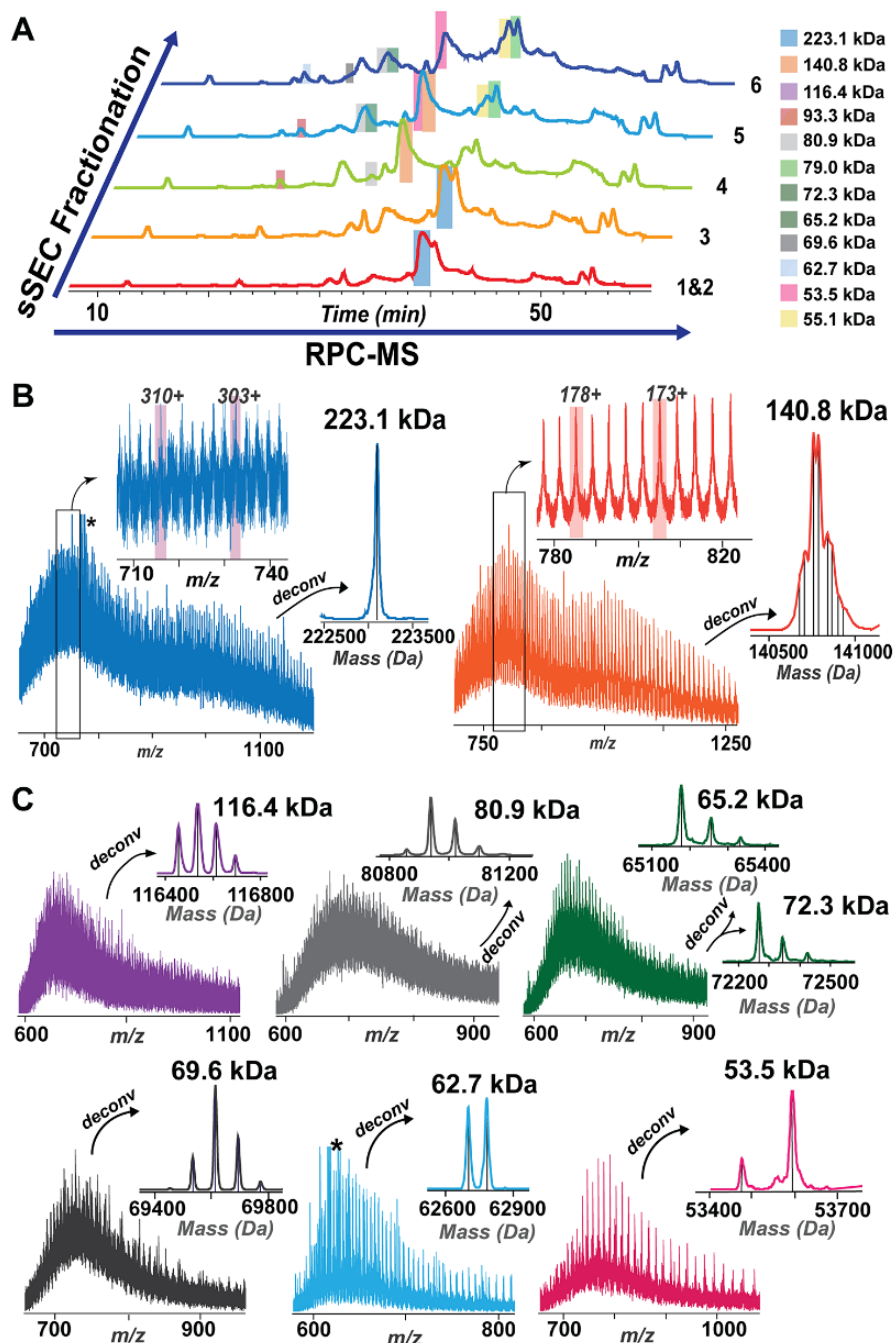 A
sSEC Fractionation
6
5
4
3
1&2
10
Time (min)
50
RPC-MS
223.1 kDa
140.8 kDa
116.4 kDa
93.3 kDa
80.9 kDa
79.0 kDa
72.3 kDa
65.2 kDa
69.6 kDa
62.7 kDa
53.5 kDa
55.1 kDa
B
310+ 303+
710 m/z 740
*
223.1 kDa
deconv
222500 223500
Mass (Da)
700 m/z 1100
178+ 173+
780 m/z 820
140.8 kDa
deconv
140500 141000
Mass (Da)
750 m/z 1250
C
116.4 kDa
deconv
116400 116800
Mass (Da)
600 m/z 1100
80.9 kDa
80800 81200
Mass (Da)
deconv
600 m/z 900
65.2 kDa
65100 65400
Mass (Da)
deconv
72.3 kDa
72200 72500
Mass (Da)
600 m/z 900
69.6 kDa
deconv
69400 69800
Mass (Da)
700 m/z 900
62.7 kDa
*
deconv
62600 62900
Mass (Da)
600 m/z 800
53.5 kDa
deconv
53400 53700
Mass (Da)
700 m/z 1000